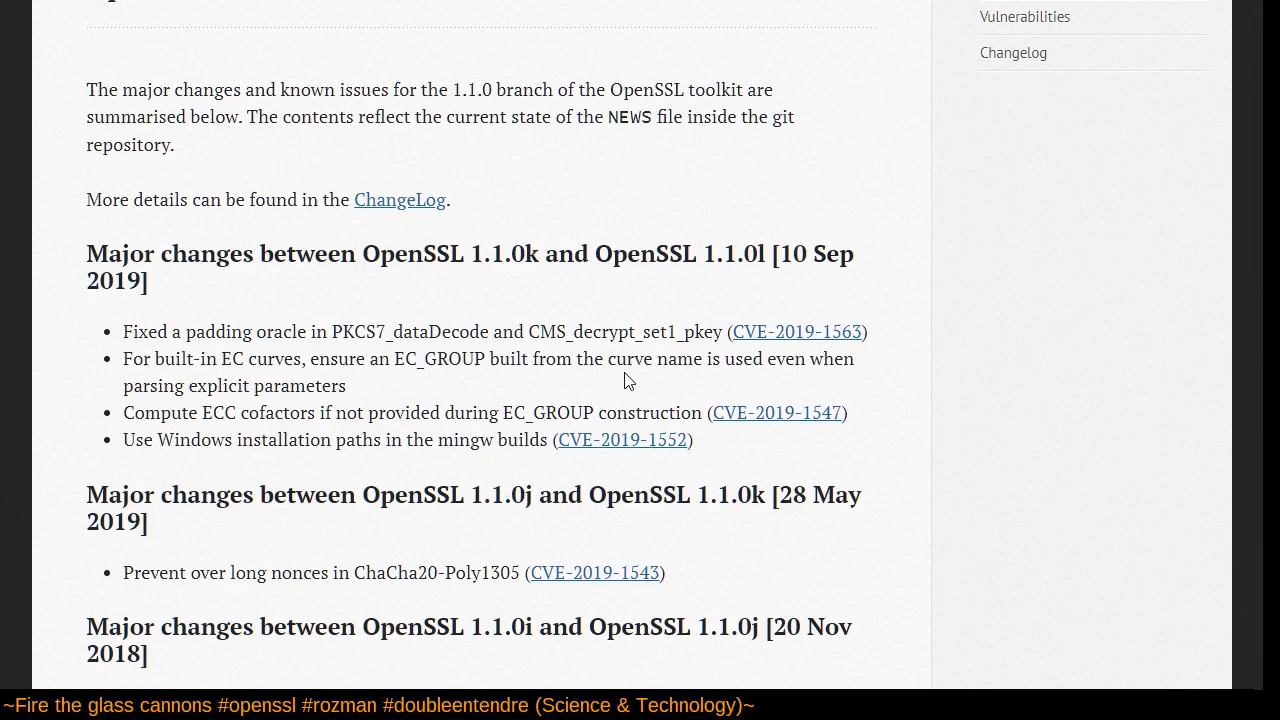 Vulnerabilities
Changelog
The major changes and known issues for the 1.1.0 branch of the OpenSSL toolkit are
summarised below. The contents reflect the current state of the NEWS file inside the git
repository.
More details can be found in the ChangeLog.
Major changes between OpenSSL 1.1.0k and OpenSSL 1.1.0l [10 Sep
2019]
• Fixed a padding oracle in PKCS7_dataDecode and CMS_decrypt_set1_pkey (CVE-2019-1563)
• For built-in EC curves, ensure an EC_GROUP built from the curve name is used even when
parsing explicit parameters
• Compute ECC cofactors if not provided during EC_GROUP construction (CVE-2019-1547)
• Use Windows installation paths in the mingw builds (CVE-2019-1552)
Major changes between OpenSSL 1.1.0j and OpenSSL 1.1.0k [28 May
2019]
• Prevent over long nonces in ChaCha20-Poly1305 (CVE-2019-1543)
Major changes between OpenSSL 1.1.0i and OpenSSL 1.1.0j [20 Nov
2018]
~Fire the glass cannons #openssl #rozman #doubleentendre (Science & Technology)~